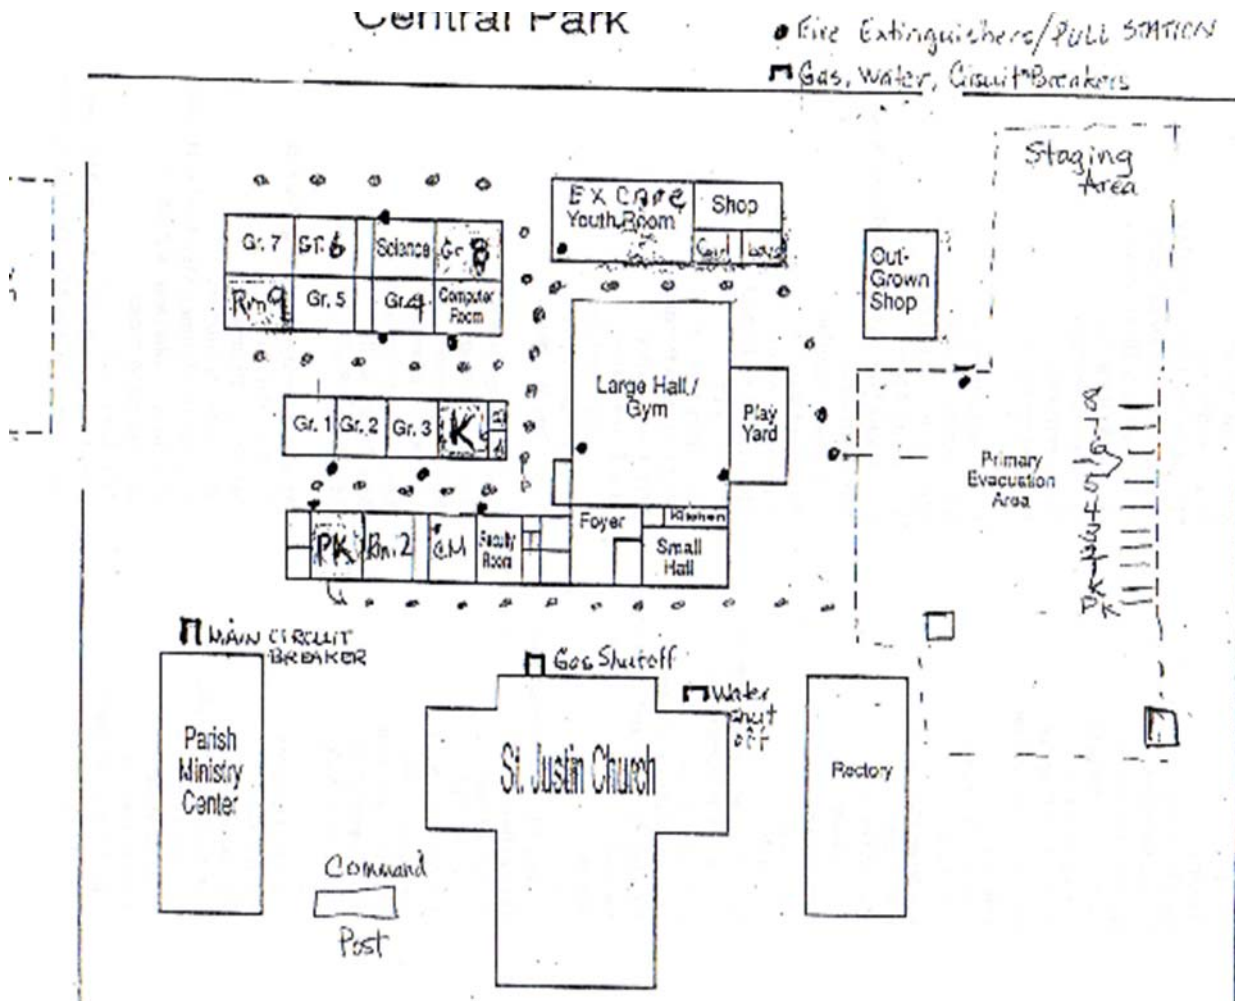 Central Park
Fire Extinguishers/PULL STATION
Gas, Water, Circuit Breakers
Staging
Area
EX CARE
Youth Room
Shop
Girl
boys
Gr. 7
Gr. 6
Science
Gr. 8
Rm 9
Gr. 5
Gr. 4
Computer
Room
Out-
Grown
Shop
Large Hall/
Gym
Play
Yard
Gr. 1
Gr. 2
Gr. 3
K
Primary
Evacuation
Area
8
7
6
5
4
3
K
PK
PK
Rm. 2
CM
Faculty
Room
Foyer
Kitchen
Small
Hall
MAIN CIRCUIT
BREAKER
Gas Shutoff
Water
shut
off
Parish
Ministry
Center
St. Justin Church
Rectory
Command
Post